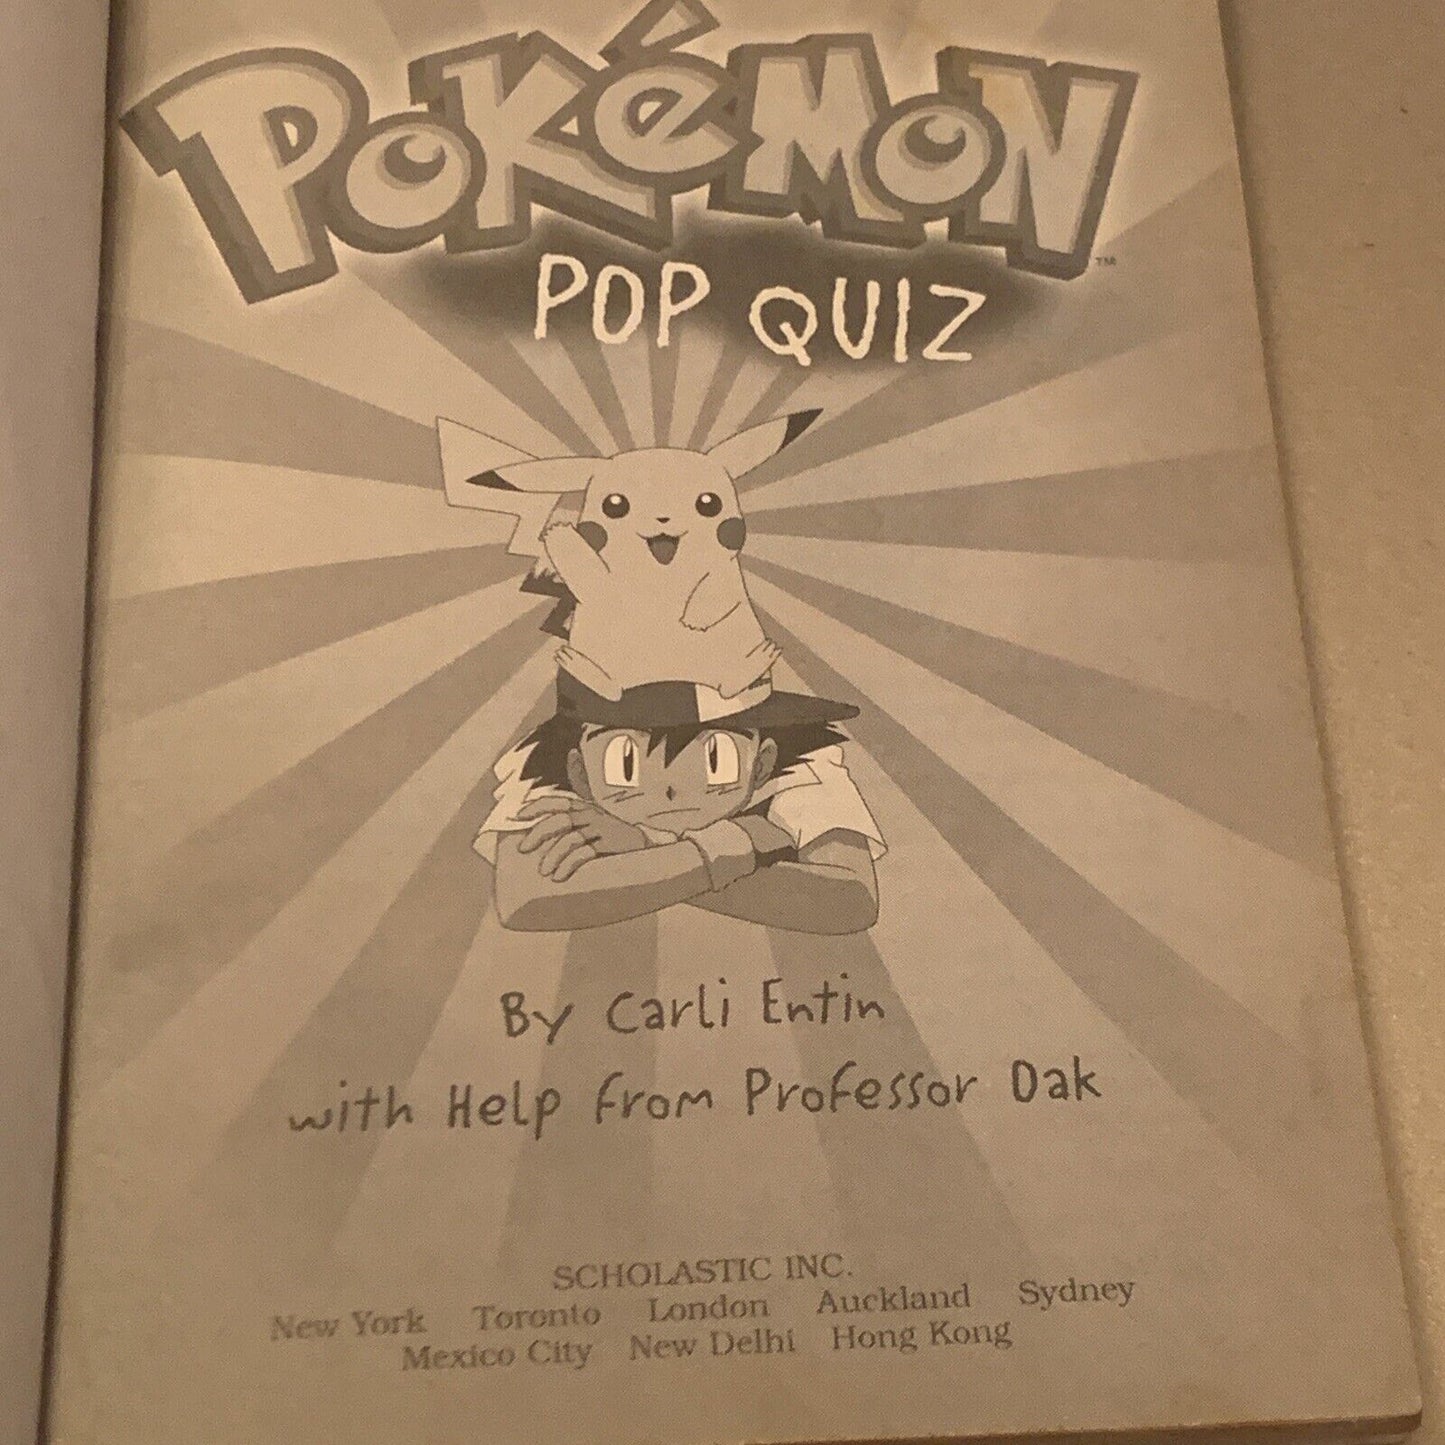 POKéMON
™
POP QUIZ
By Carli Entin
with Help from Professor Oak
SCHOLASTIC INC.
New York Toronto London Auckland Sydney
Mexico City New Delhi Hong Kong